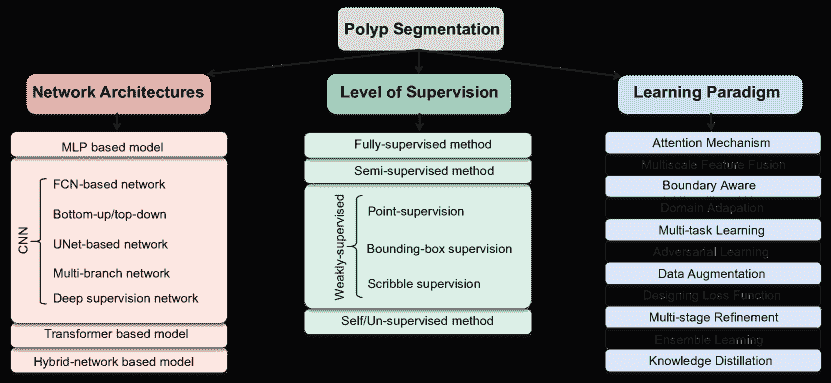 Polyp Segmentation
Network Architectures
Level of Supervision
Learning Paradigm
MLP based model
CNN
FCN-based network
Bottom-up/top-down
UNet-based network
Multi-branch network
Deep supervision network
Transformer based model
Hybrid-network based model
Fully-supervised method
Semi-supervised method
Weakly-supervised
Point-supervision
Bounding-box supervision
Scribble supervision
Self/Un-supervised method
Attention Mechanism
Multiscale Feature Fusion
Boundary Aware
Domain Adapation
Multi-task Learning
Adversarial Learning
Data Augmentation
Designing Loss Function
Multi-stage Refinement
Ensemble Learning
Knowledge Distillation